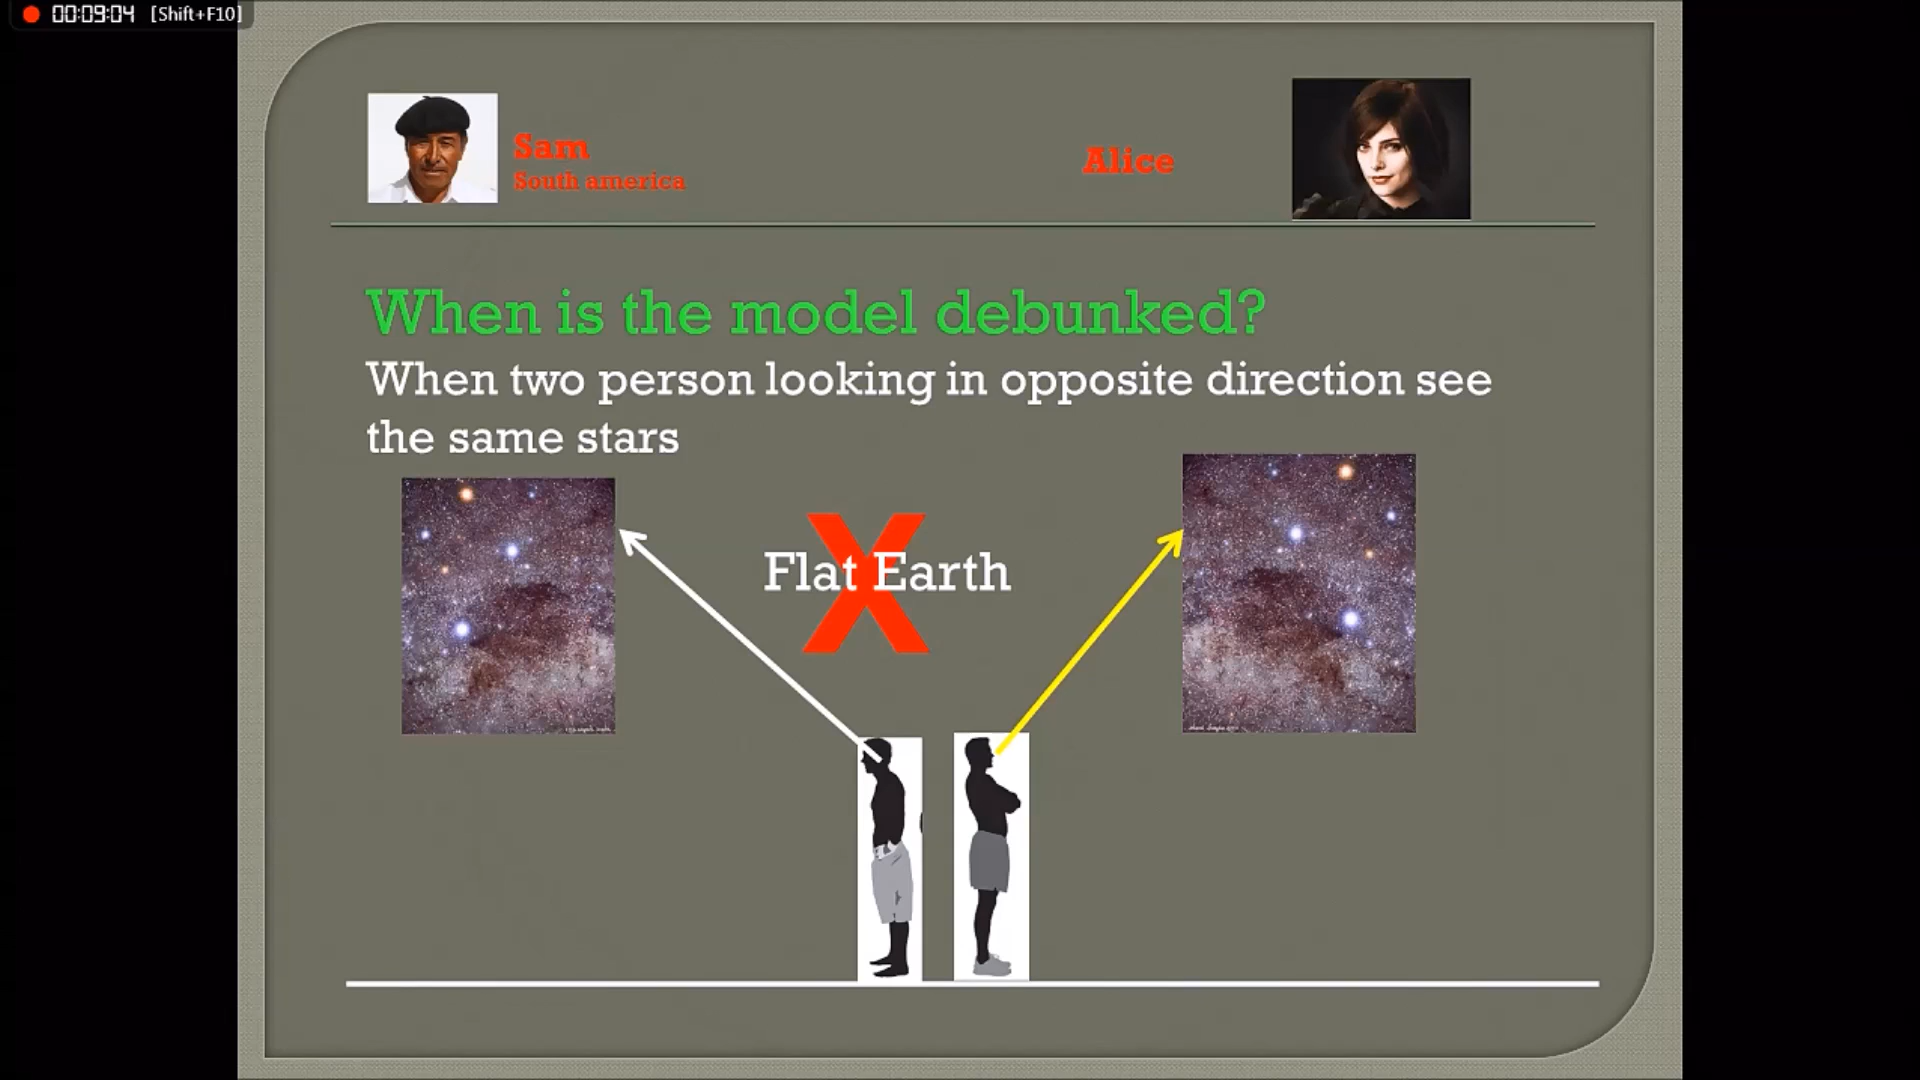 00:09:04 [Shift+F10]
Sam
South america
Alice
When is the model debunked?
When two person looking in opposite direction see
the same stars
X
Flat Earth